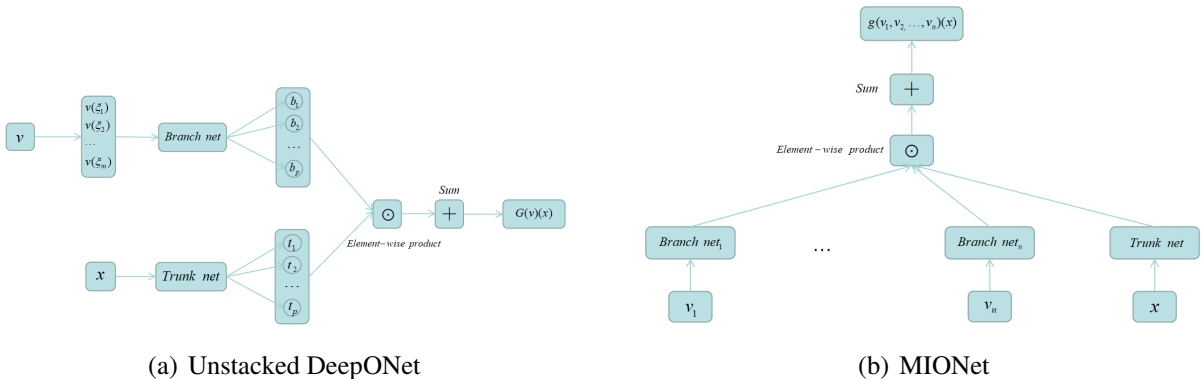 v
v(ξ₁)
v(ξ₂)
...
v(ξₘ)
Branch net
b₁
b₂
...
bₚ
x
Trunk net
t₁
t₂
...
tₚ
⊙
Element-wise product
Sum
+
G(v)(x)
(a) Unstacked DeepONet
g(v₁, v₂, ..., vₙ)(x)
Sum
+
Element-wise product
⊙
Branch net₁
...
Branch netₙ
Trunk net
v₁
vₙ
x
(b) MIONet